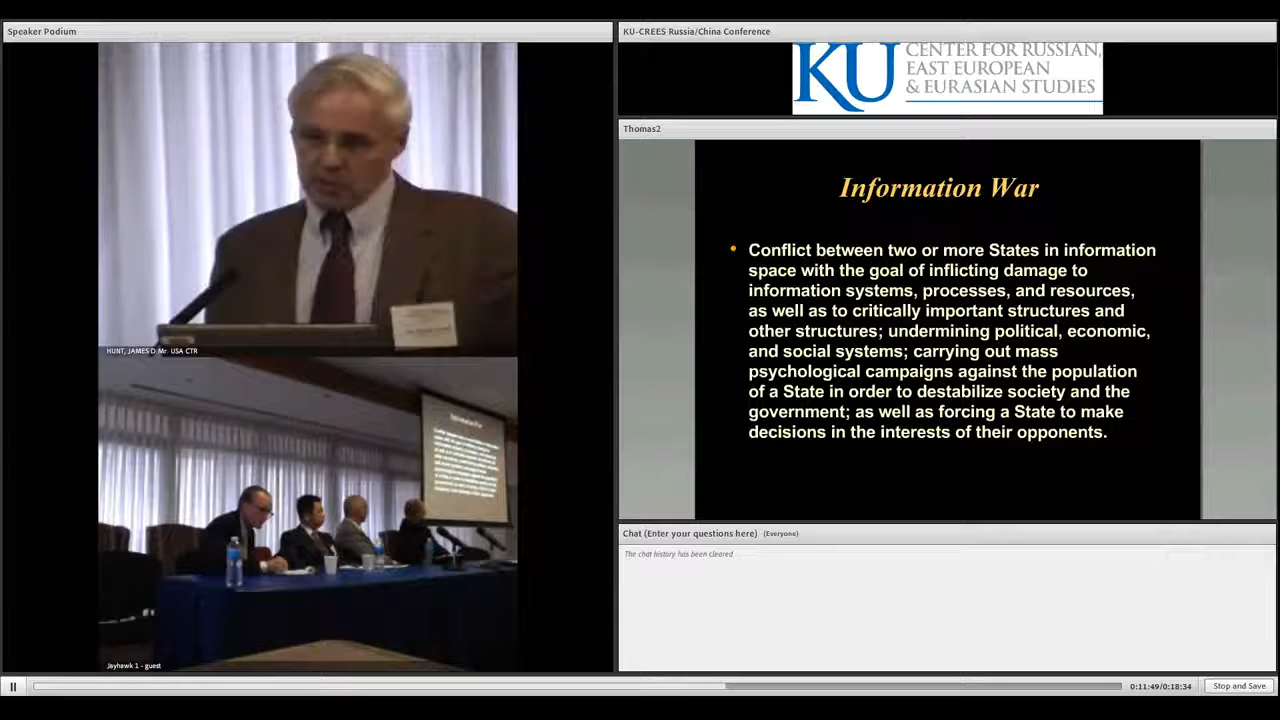 Speaker Podium
HUNT, JAMES D Mr. USA CTR
Jayhawk 1 - guest
KU-CREES Russia/China Conference
KU
CENTER FOR RUSSIAN,
EAST EUROPEAN
& EURASIAN STUDIES
Thomas2
Information War
• Conflict between two or more States in information
space with the goal of inflicting damage to
information systems, processes, and resources,
as well as to critically important structures and
other structures; undermining political, economic,
and social systems; carrying out mass
psychological campaigns against the population
of a State in order to destabilize society and the
government; as well as forcing a State to make
decisions in the interests of their opponents.
Chat (Enter your questions here) (Everyone)
The chat history has been cleared
0:11:49/0:18:34
Stop and Save